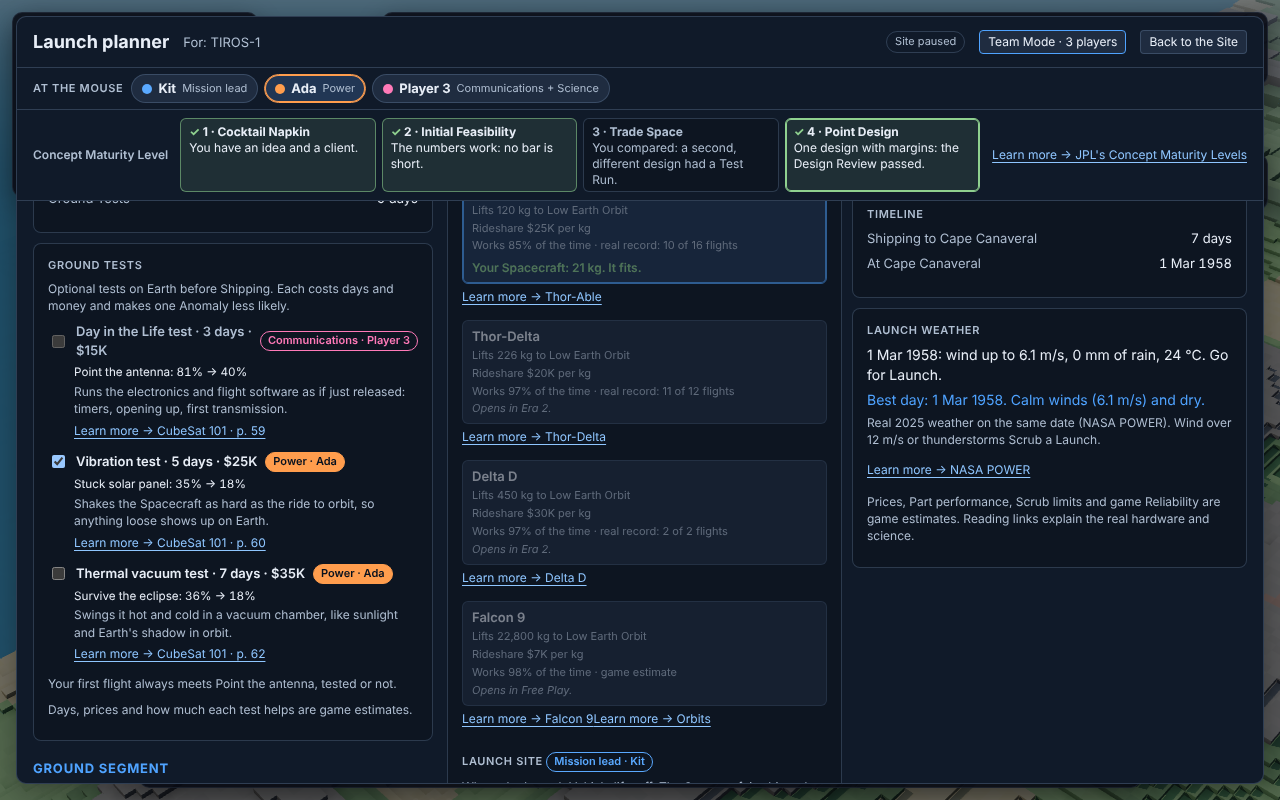 Launch planner
For: TIROS-1
Site paused
Team Mode · 3 players
Back to the Site
AT THE MOUSE
Kit Mission lead
Ada Power
Player 3 Communications + Science
Concept Maturity Level
✓ 1 · Cocktail Napkin
You have an idea and a client.
✓ 2 · Initial Feasibility
The numbers work: no bar is
short.
3 · Trade Space
You compared: a second,
different design had a Test
Run.
✓ 4 · Point Design
One design with margins: the
Design Review passed.
Learn more → JPL's Concept Maturity Levels
GROUND TESTS
Optional tests on Earth before Shipping. Each costs days and
money and makes one Anomaly less likely.
Day in the Life test · 3 days ·
$15K
Communications · Player 3
Point the antenna: 81% → 40%
Runs the electronics and flight software as if just released:
timers, opening up, first transmission.
Learn more → CubeSat 101 · p. 59
Vibration test · 5 days · $25K
Power · Ada
Stuck solar panel: 35% → 18%
Shakes the Spacecraft as hard as the ride to orbit, so
anything loose shows up on Earth.
Learn more → CubeSat 101 · p. 60
Thermal vacuum test · 7 days · $35K
Power · Ada
Survive the eclipse: 36% → 18%
Swings it hot and cold in a vacuum chamber, like sunlight
and Earth's shadow in orbit.
Learn more → CubeSat 101 · p. 62
Your first flight always meets Point the antenna, tested or not.
Days, prices and how much each test helps are game estimates.
GROUND SEGMENT
Lifts 120 kg to Low Earth Orbit
Rideshare $25K per kg
Works 85% of the time · real record: 10 of 16 flights
Your Spacecraft: 21 kg. It fits.
Learn more → Thor-Able
Thor-Delta
Lifts 226 kg to Low Earth Orbit
Rideshare $20K per kg
Works 97% of the time · real record: 11 of 12 flights
Opens in Era 2.
Learn more → Thor-Delta
Delta D
Lifts 450 kg to Low Earth Orbit
Rideshare $30K per kg
Works 97% of the time · real record: 2 of 2 flights
Opens in Era 2.
Learn more → Delta D
Falcon 9
Lifts 22,800 kg to Low Earth Orbit
Rideshare $7K per kg
Works 98% of the time · game estimate
Opens in Free Play.
Learn more → Falcon 9Learn more → Orbits
LAUNCH SITE
Mission lead · Kit
TIMELINE
Shipping to Cape Canaveral 7 days
At Cape Canaveral 1 Mar 1958
LAUNCH WEATHER
1 Mar 1958: wind up to 6.1 m/s, 0 mm of rain, 24 °C. Go
for Launch.
Best day: 1 Mar 1958. Calm winds (6.1 m/s) and dry.
Real 2025 weather on the same date (NASA POWER). Wind over
12 m/s or thunderstorms Scrub a Launch.
Learn more → NASA POWER
Prices, Part performance, Scrub limits and game Reliability are
game estimates. Reading links explain the real hardware and
science.